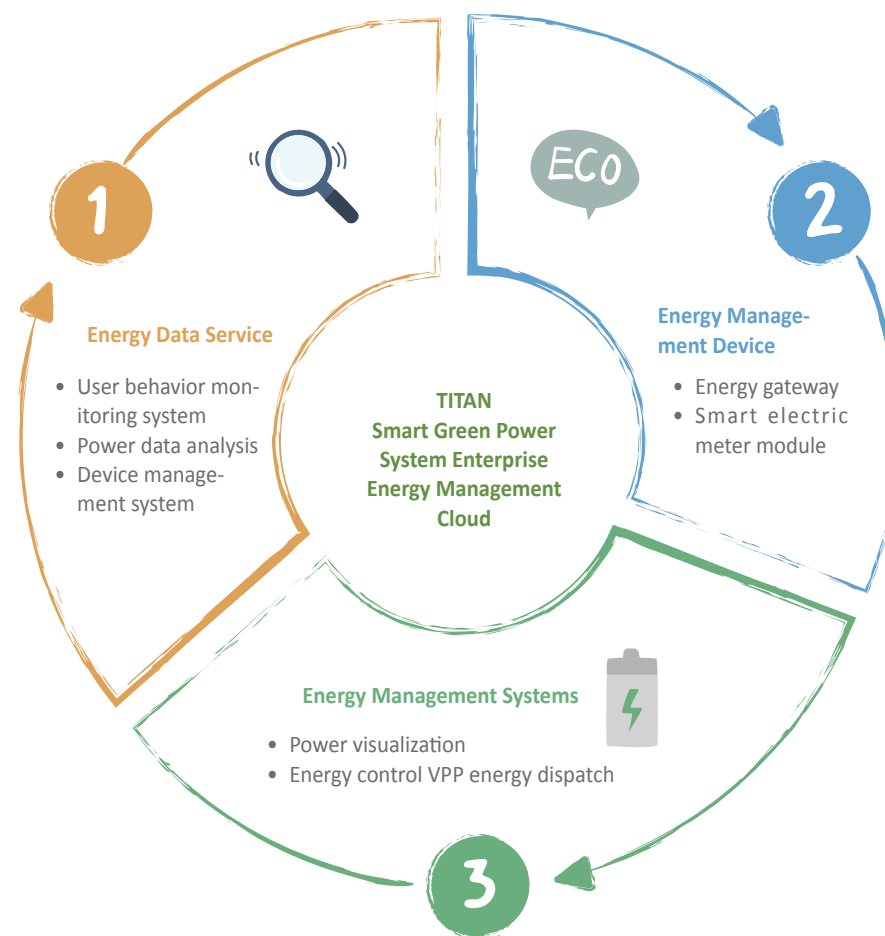 1
Energy Data Service
• User behavior mon-
itoring system
• Power data analysis
• Device manage-
ment system
ECO
2
Energy Manage-
ment Device
• Energy gateway
• Smart electric
meter module
TITAN
Smart Green Power
System Enterprise
Energy Management
Cloud
Energy Management Systems
• Power visualization
• Energy control VPP energy dispatch
3